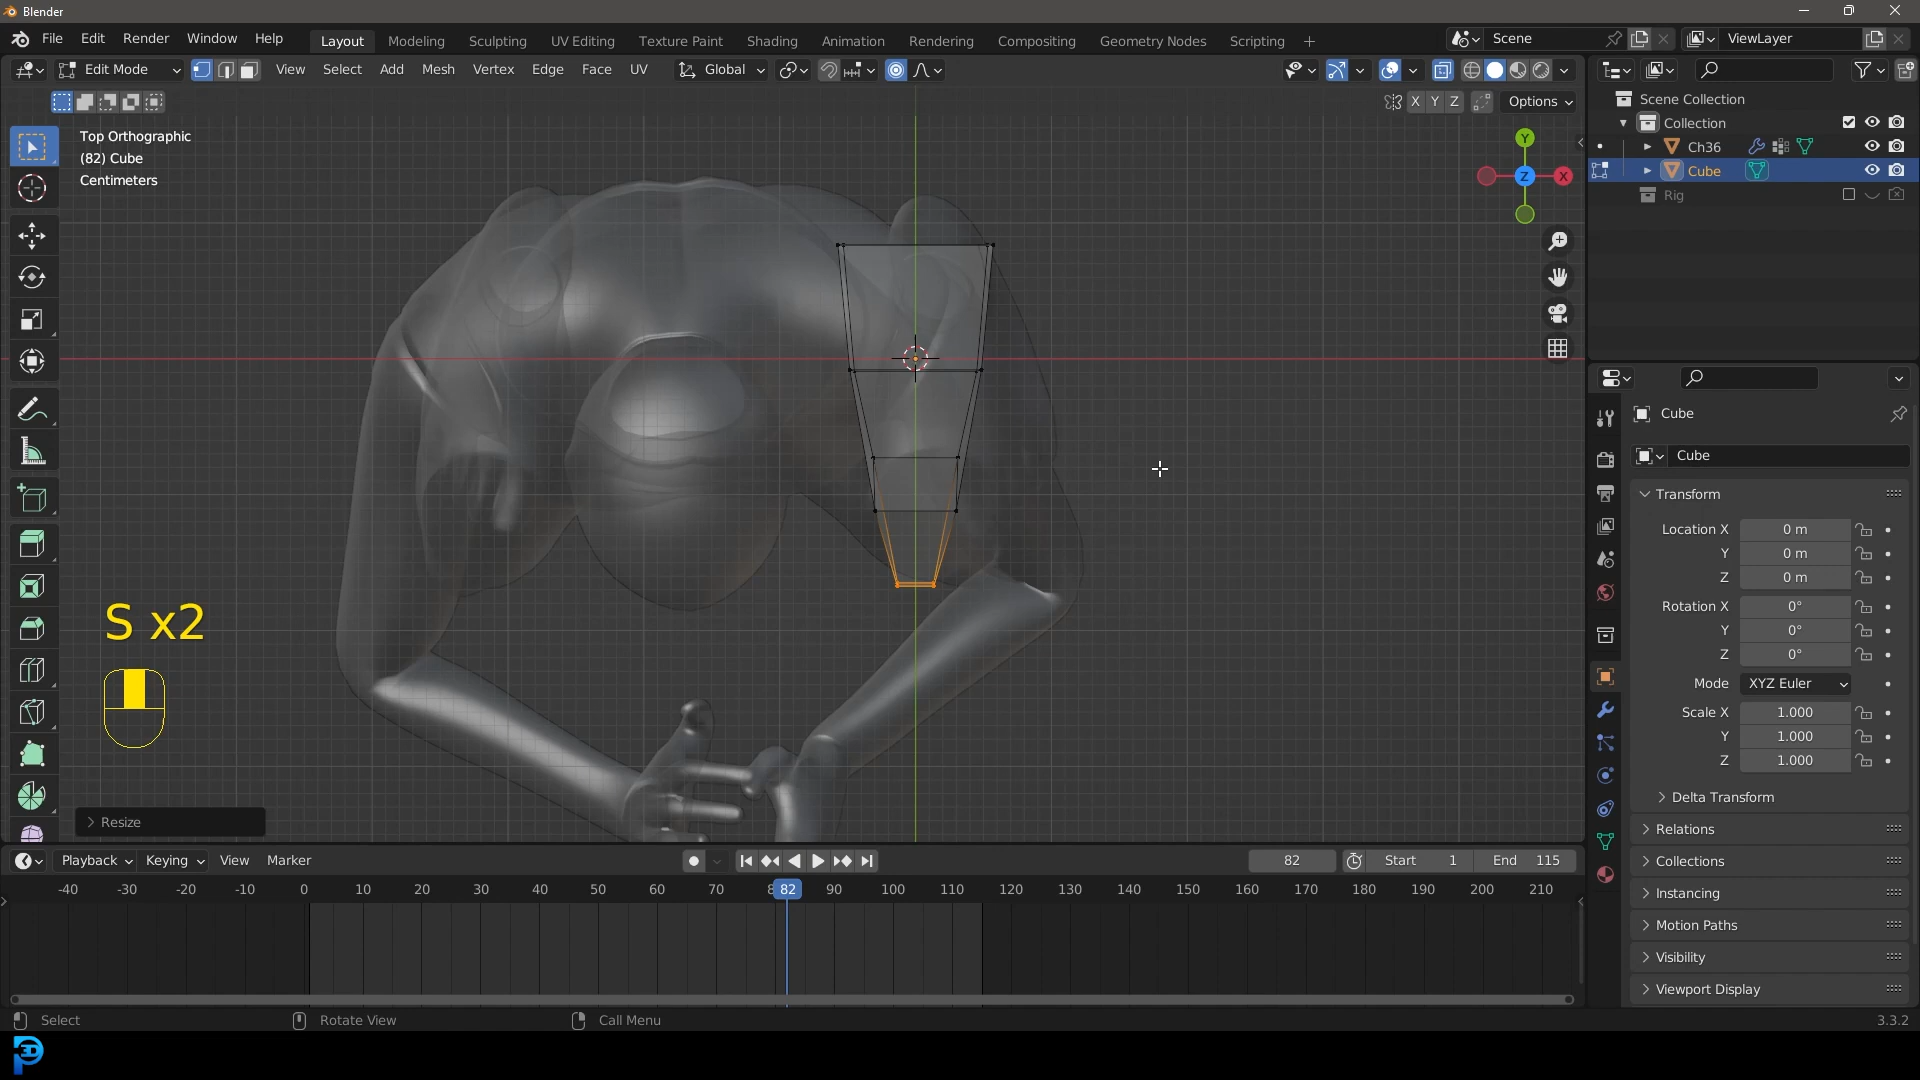 Blender
File Edit Render Window Help Layout Modeling Sculpting UV Editing Texture Paint Shading Animation Rendering Compositing Geometry Nodes Scripting + Scene ViewLayer
Edit Mode View Select Add Mesh Vertex Edge Face UV Global
X Y Z Options
Top Orthographic
(82) Cube
Centimeters
Y
Z X
Scene Collection
Collection
Ch36
Cube
Rig
Cube
Cube
Transform
Location X 0 m
Y 0 m
Z 0 m
Rotation X 0°
Y 0°
Z 0°
Mode XYZ Euler
Scale X 1.000
Y 1.000
Z 1.000
Delta Transform
Relations
Collections
Instancing
Motion Paths
Visibility
Viewport Display
S x2
Resize
Playback Keying View Marker 82 Start 1 End 115
-40 -30 -20 -10 0 10 20 30 40 50 60 70 82 90 100 110 120 130 140 150 160 170 180 190 200 210
Select Rotate View Call Menu 3.3.2